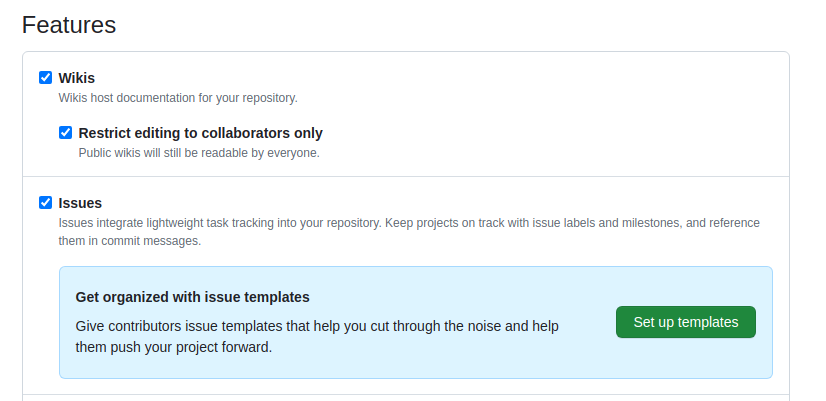 Features
Wikis
Wikis host documentation for your repository.
Restrict editing to collaborators only
Public wikis will still be readable by everyone.
Issues
Issues integrate lightweight task tracking into your repository. Keep projects on track with issue labels and milestones, and reference
them in commit messages.
Get organized with issue templates
Give contributors issue templates that help you cut through the noise and help
them push your project forward.
Set up templates